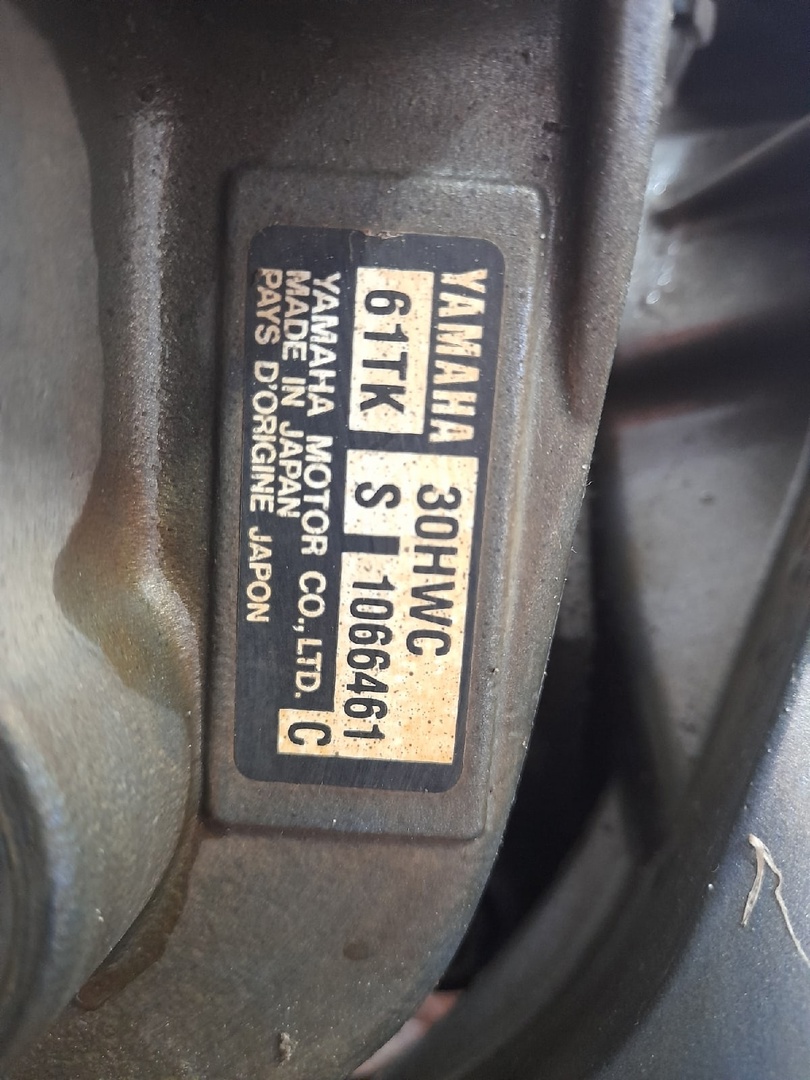 YAMAHA 30HWC
61TK S 1066461
YAMAHA MOTOR CO., LTD. C
MADE IN JAPAN
PAYS D'ORIGINE JAPON